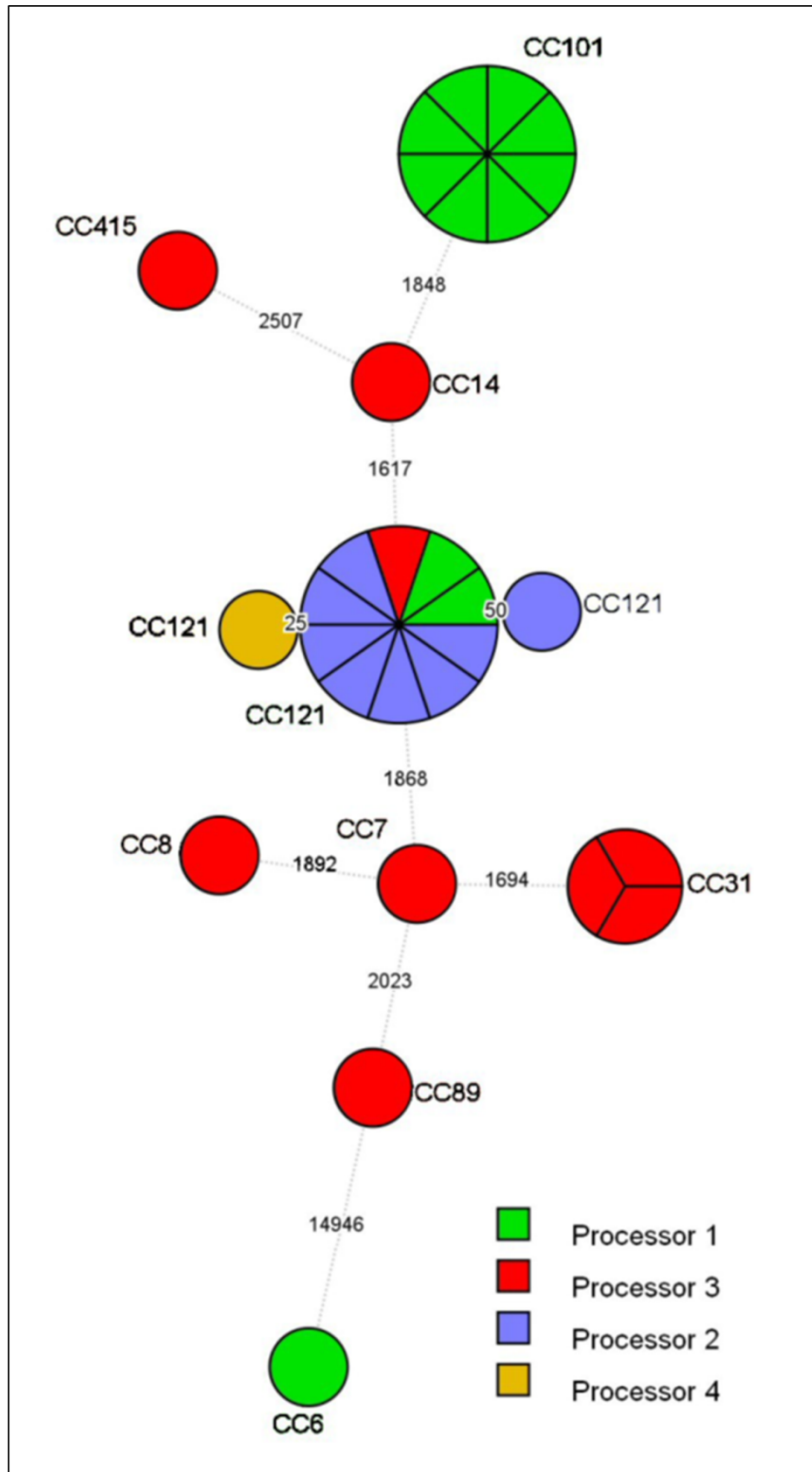 CC101
CC415
1848
2507
CC14
1617
CC121
50
CC121
25
CC121
1868
CC7
CC8
1892
1694
CC31
2023
CC89
14946
Processor 1
Processor 3
Processor 2
Processor 4
CC6